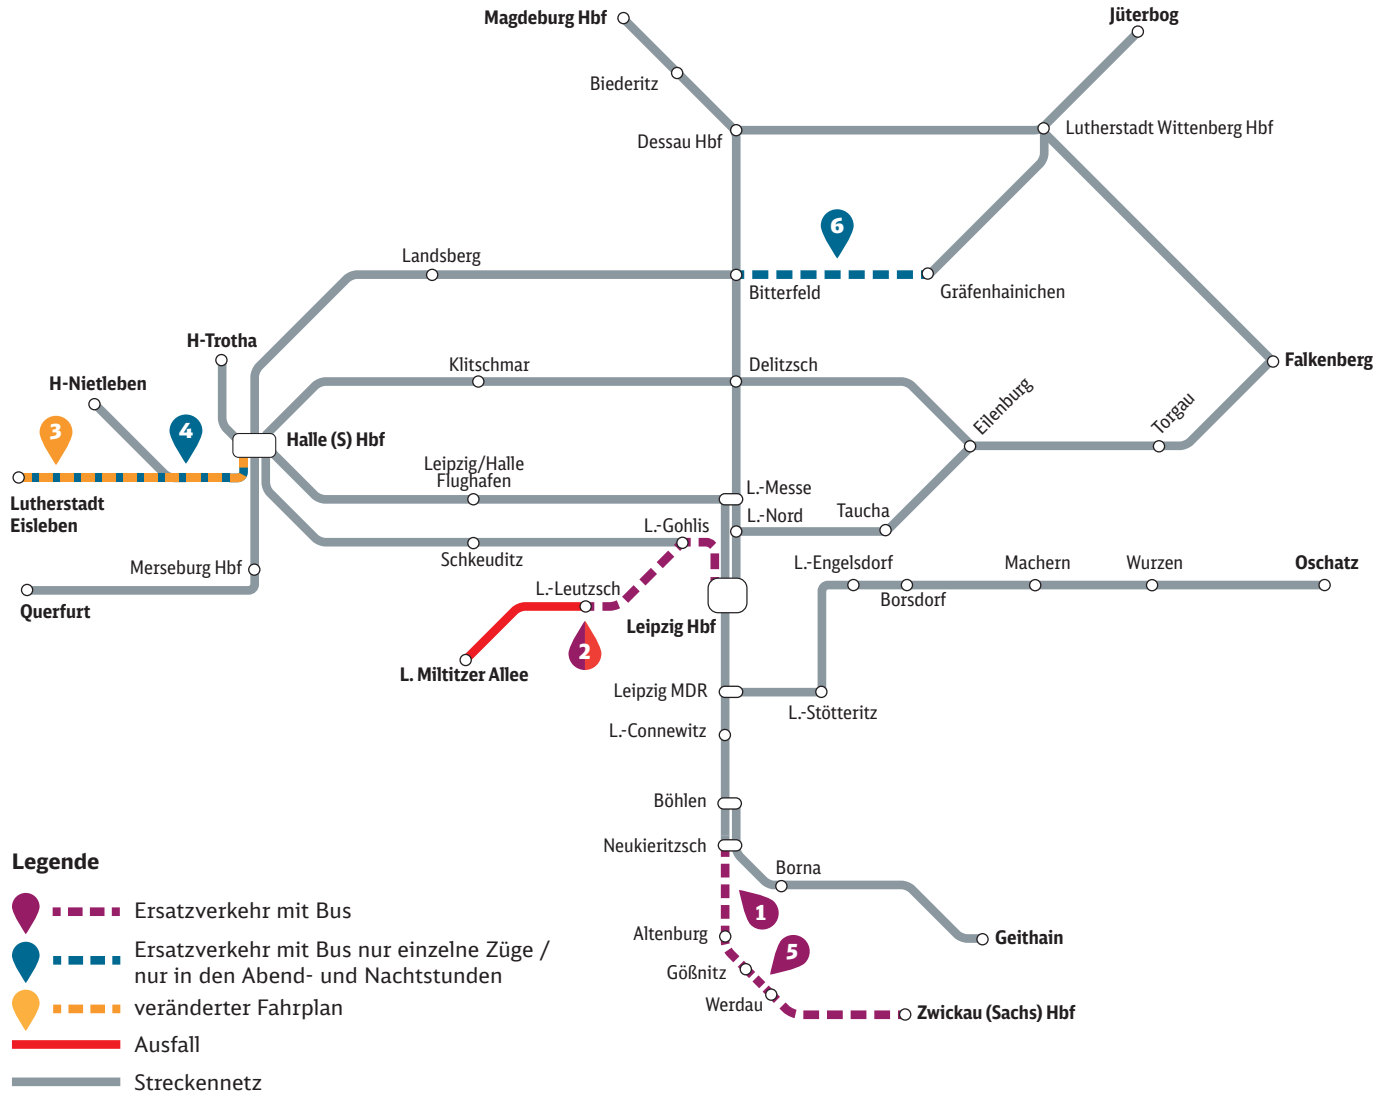 Magdeburg Hbf
Jüterbog
Biederitz
Dessau Hbf
Lutherstadt Wittenberg Hbf
6
Landsberg
Bitterfeld
Gräfenhainichen
H-Trotha
Klitschmar
Delitzsch
Falkenberg
H-Nietleben
Eilenburg
Torgau
3
4
Halle (S) Hbf
Leipzig/Halle
Flughafen
L.-Messe
Lutherstadt
Eisleben
L.-Nord
Taucha
L.-Gohlis
Schkeuditz
Merseburg Hbf
L.-Engelsdorf
Machern
Wurzen
Oschatz
L.-Leutzsch
Borsdorf
Querfurt
Leipzig Hbf
2
L. Miltitzer Allee
Leipzig MDR
L.-Stötteritz
L.-Connewitz
Böhlen
Neukieritzsch
Borna
1
Altenburg
Geithain
5
Gößnitz
Werdau
Zwickau (Sachs) Hbf
Legende
Ersatzverkehr mit Bus
Ersatzverkehr mit Bus nur einzelne Züge /
nur in den Abend- und Nachtstunden
veränderter Fahrplan
Ausfall
Streckennetz